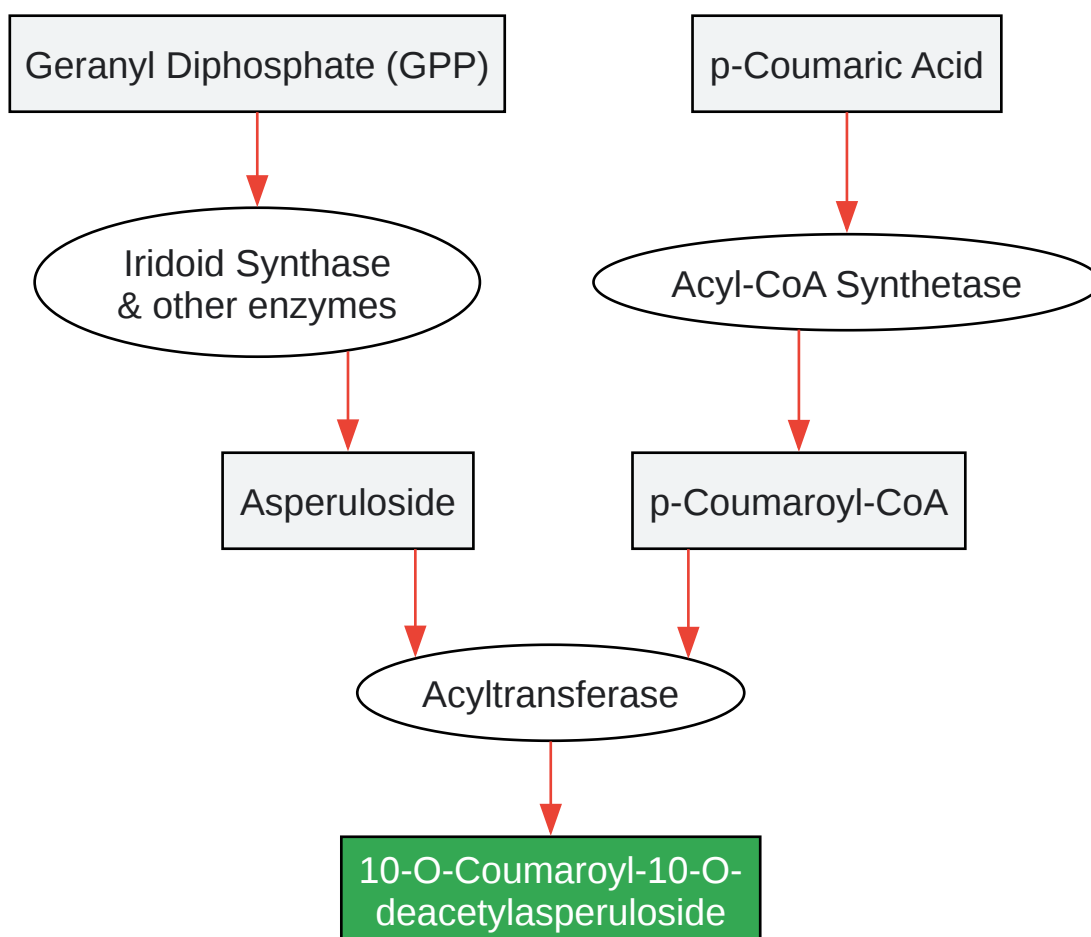 Geranyl Diphosphate (GPP)
p-Coumaric Acid
Iridoid Synthase
& other enzymes
Acyl-CoA Synthetase
Asperuloside
p-Coumaroyl-CoA
Acyltransferase
10-O-Coumaroyl-10-O-
deacetylasperuloside